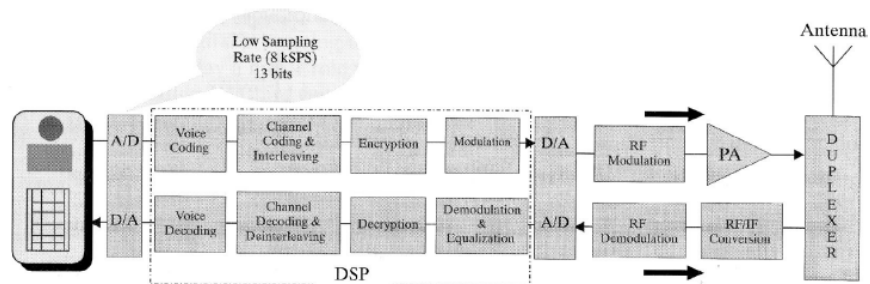 Antenna
Low Sampling
Rate (8 kSPS)
13 bits
A/D
Voice
Coding
Channel
Coding &
Interleaving
Encryption
Modulation
D/A
RF
Modulation
PA
D
U
P
L
E
X
E
R
D/A
Voice
Decoding
Channel
Decoding &
Deinterleaving
Decryption
Demodulation
&
Equalization
A/D
RF
Demodulation
RF/IF
Conversion
DSP